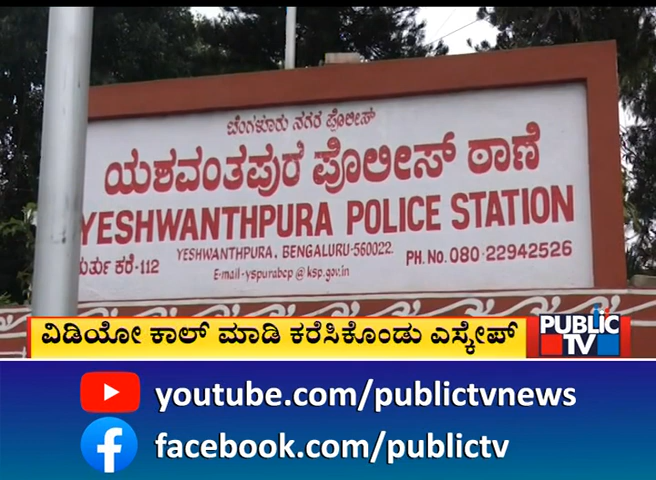 ಬೆಂಗಳೂರು ನಗರ ಪೊಲೀಸ್
ಯಶವಂತಪುರ ಪೊಲೀಸ್ ಠಾಣೆ
YESHWANTHPURA POLICE STATION
YESHWANTHPURA, BENGALURU-560022.
ತುರ್ತು ಕರೆ-112
PH. No. 080-22942526
E-mail-yspurabcp@ksp.gov.in
ವಿಡಿಯೋ ಕಾಲ್ ಮಾಡಿ ಕರೆಸಿಕೊಂಡು ಎಸ್ಕೇಪ್
PUBLIC TV
youtube.com/publictvnews
facebook.com/publictv